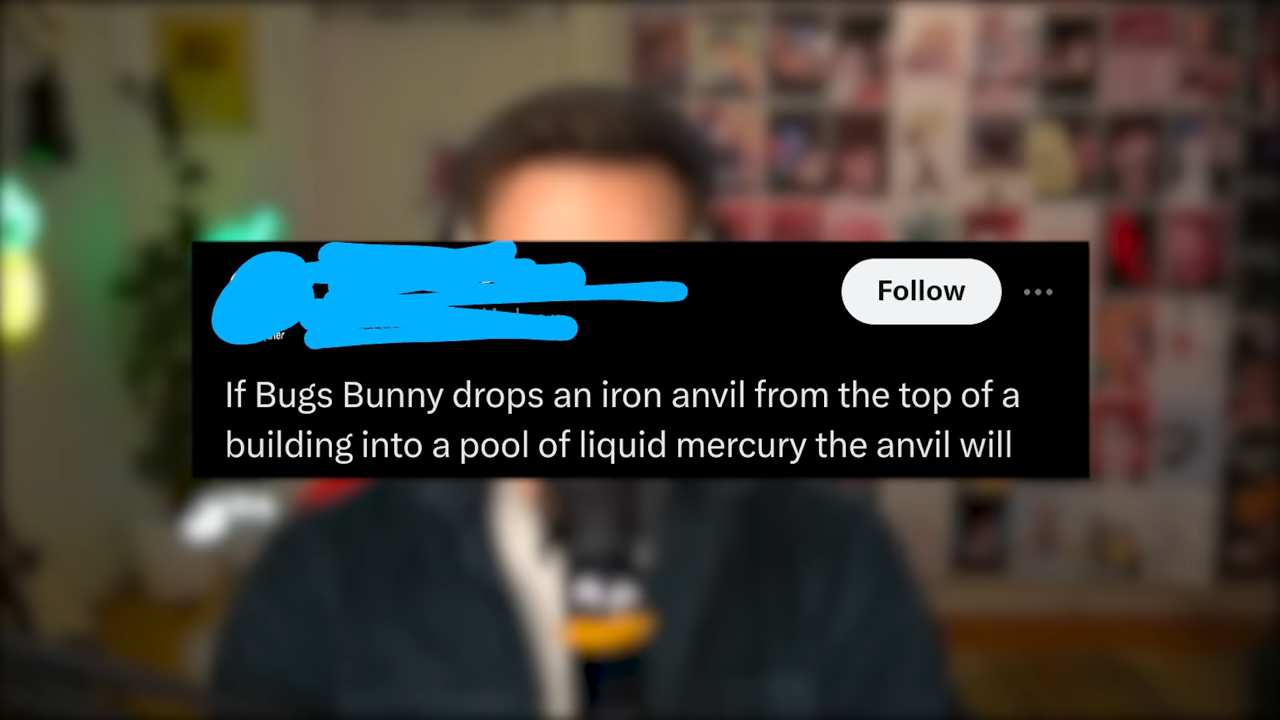 Follow
If Bugs Bunny drops an iron anvil from the top of a
building into a pool of liquid mercury the anvil will